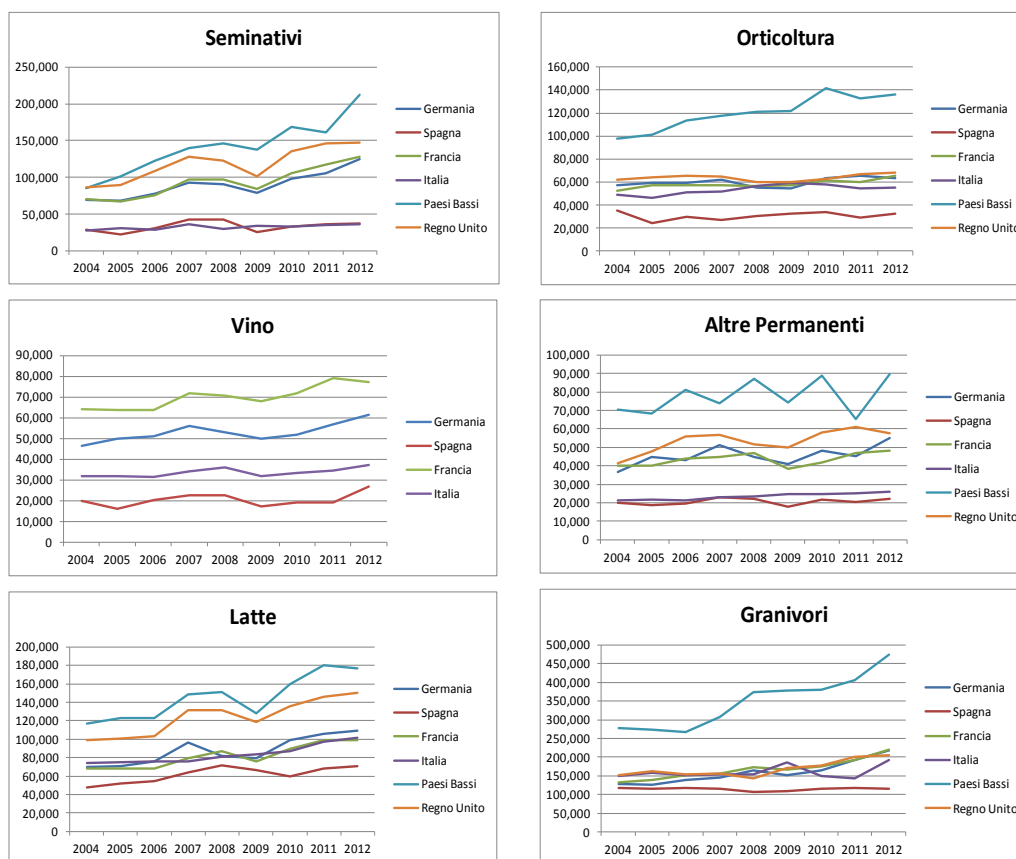 Seminativi
250,000
200,000
150,000
100,000
50,000
0
2004 2005 2006 2007 2008 2009 2010 2011 2012
Germania
Spagna
Francia
Italia
Paesi Bassi
Regno Unito
Orticoltura
160,000
140,000
120,000
100,000
80,000
60,000
40,000
20,000
0
2004 2005 2006 2007 2008 2009 2010 2011 2012
Germania
Spagna
Francia
Italia
Paesi Bassi
Regno Unito
Vino
90,000
80,000
70,000
60,000
50,000
40,000
30,000
20,000
10,000
0
2004 2005 2006 2007 2008 2009 2010 2011 2012
Germania
Spagna
Francia
Italia
Altre Permanenti
100,000
90,000
80,000
70,000
60,000
50,000
40,000
30,000
20,000
10,000
0
2004 2005 2006 2007 2008 2009 2010 2011 2012
Germania
Spagna
Francia
Italia
Paesi Bassi
Regno Unito
Latte
200,000
180,000
160,000
140,000
120,000
100,000
80,000
60,000
40,000
20,000
0
2004 2005 2006 2007 2008 2009 2010 2011 2012
Germania
Spagna
Francia
Italia
Paesi Bassi
Regno Unito
Granivori
500,000
450,000
400,000
350,000
300,000
250,000
200,000
150,000
100,000
50,000
0
2004 2005 2006 2007 2008 2009 2010 2011 2012
Germania
Spagna
Francia
Italia
Paesi Bassi
Regno Unito